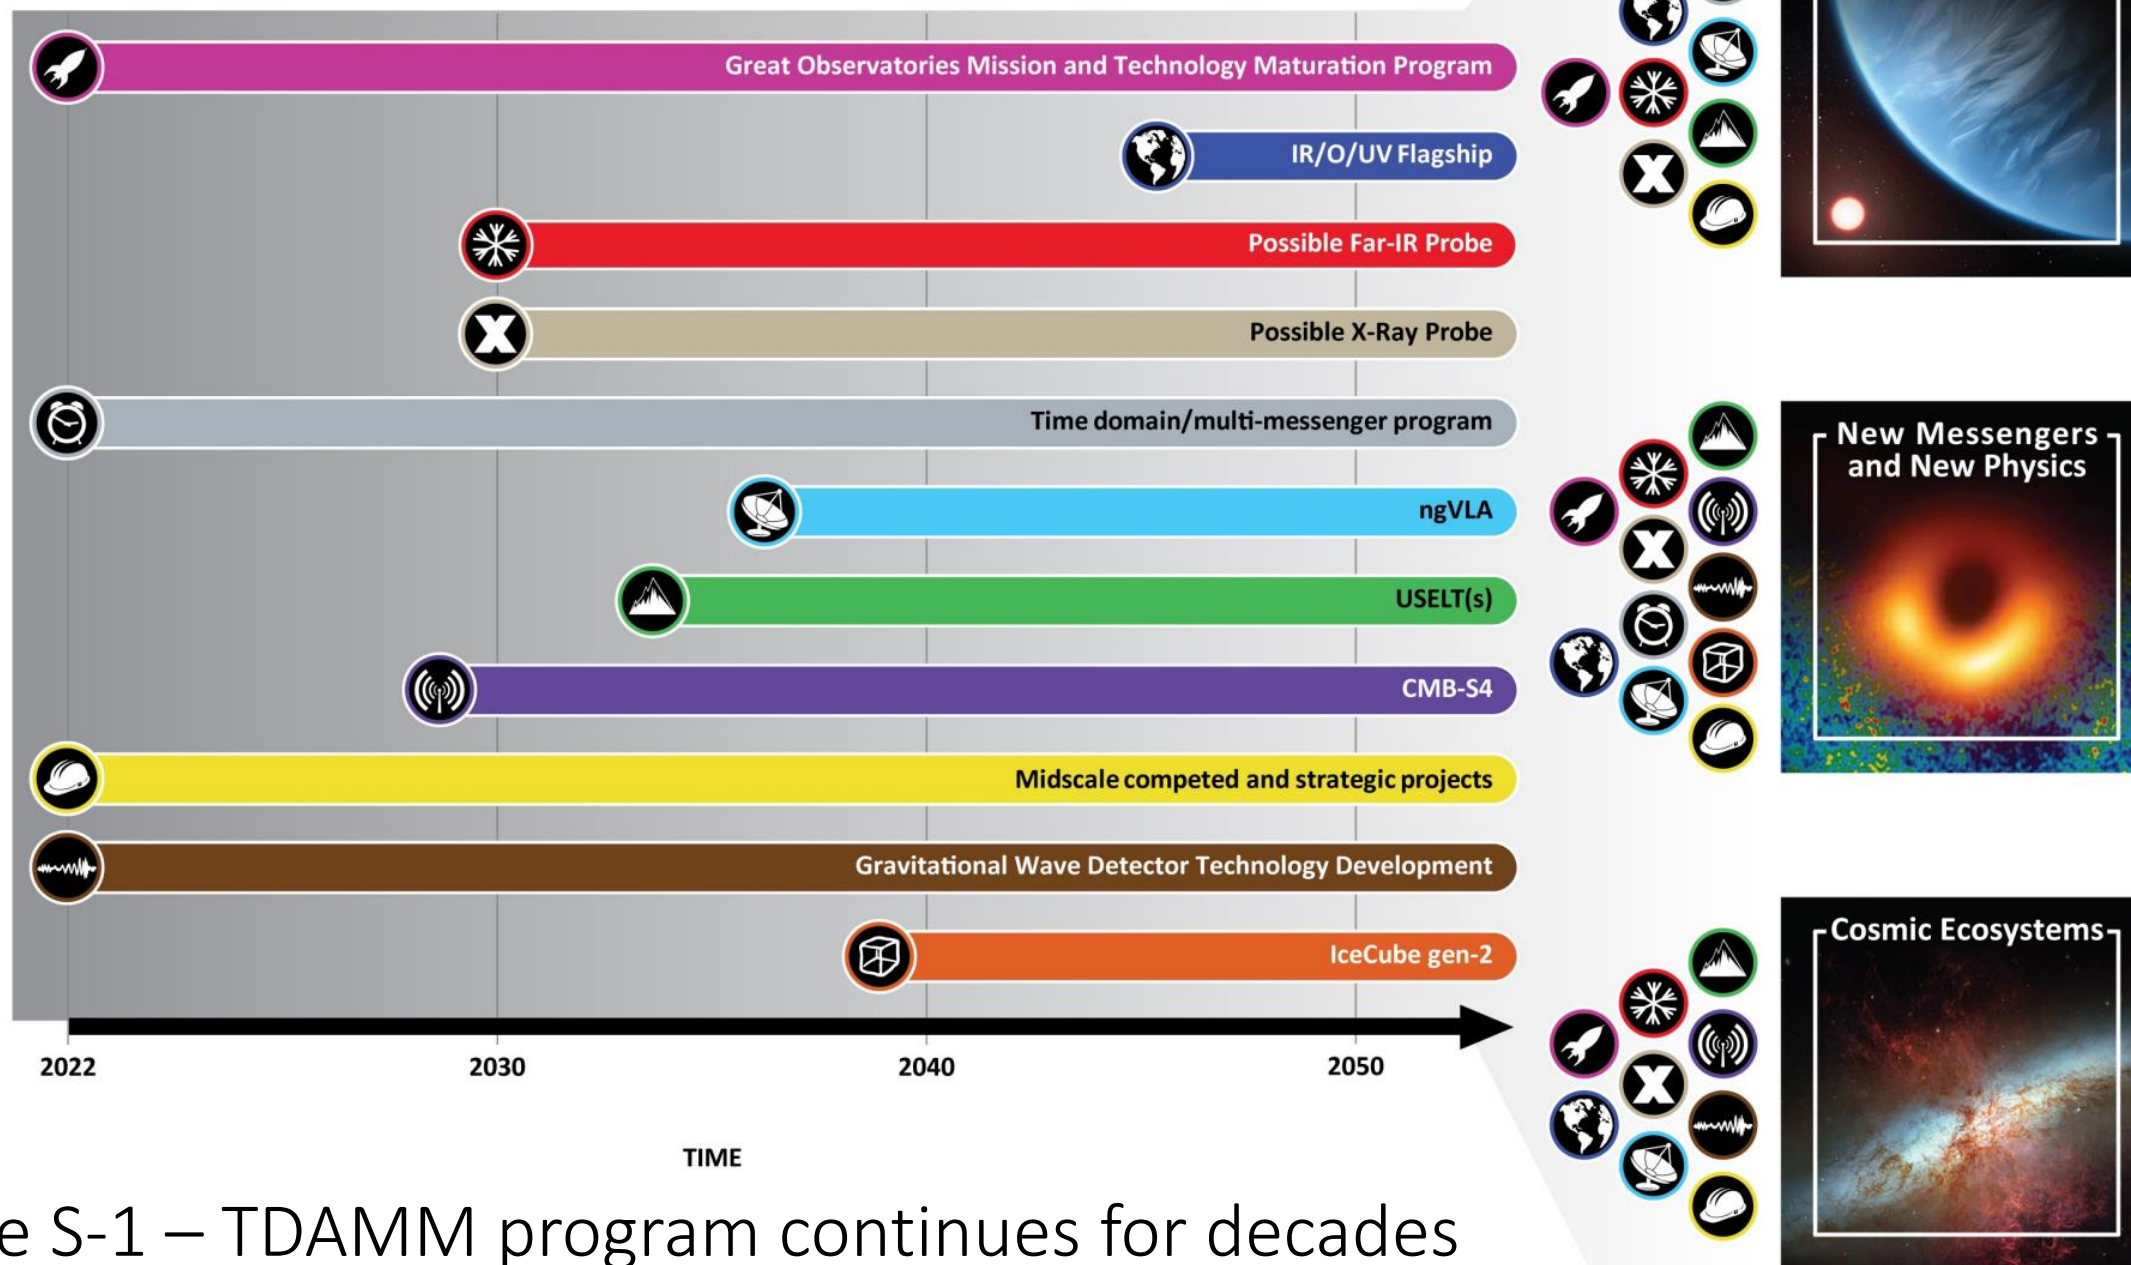 Great Observatories Mission and Technology Maturation Program
IR/O/UV Flagship
Possible Far-IR Probe
X
Possible X-Ray Probe
Time domain/multi-messenger program
ngVLA
USELT(s)
CMB-S4
Midscale competed and strategic projects
Gravitational Wave Detector Technology Development
IceCube gen-2
2022
2030
2040
2050
TIME
X
New Messengers
and New Physics
X
Cosmic Ecosystems
X
e S-1 – TDAMM program continues for decades